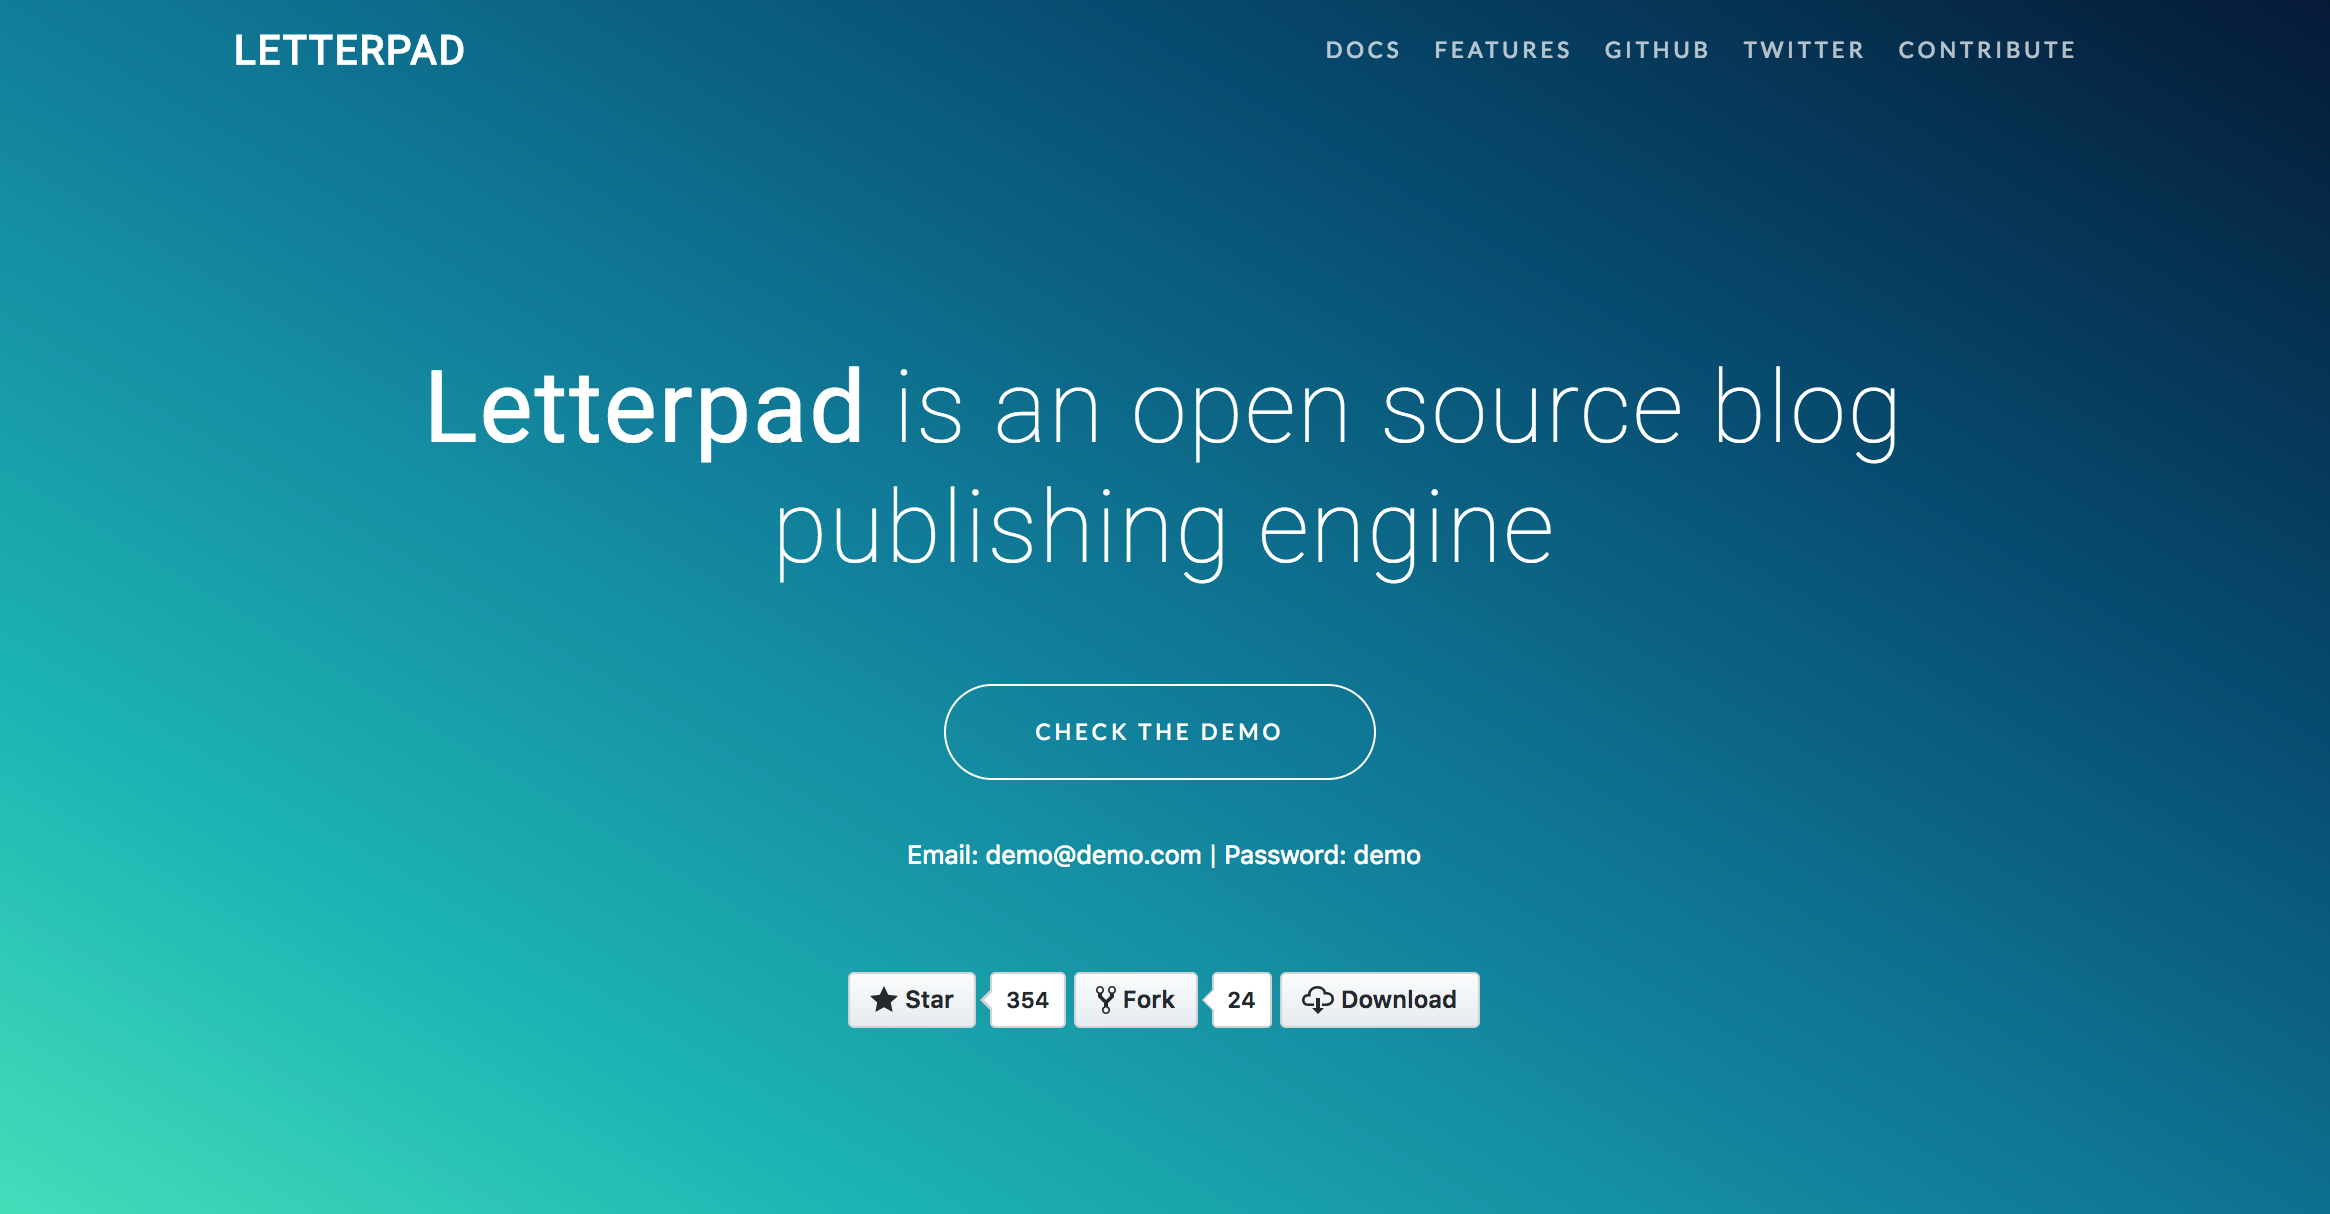 LETTERPAD
DOCS FEATURES GITHUB TWITTER CONTRIBUTE
Letterpad is an open source blog
publishing engine
CHECK THE DEMO
Email: demo@demo.com | Password: demo
Star 354 Fork 24 Download